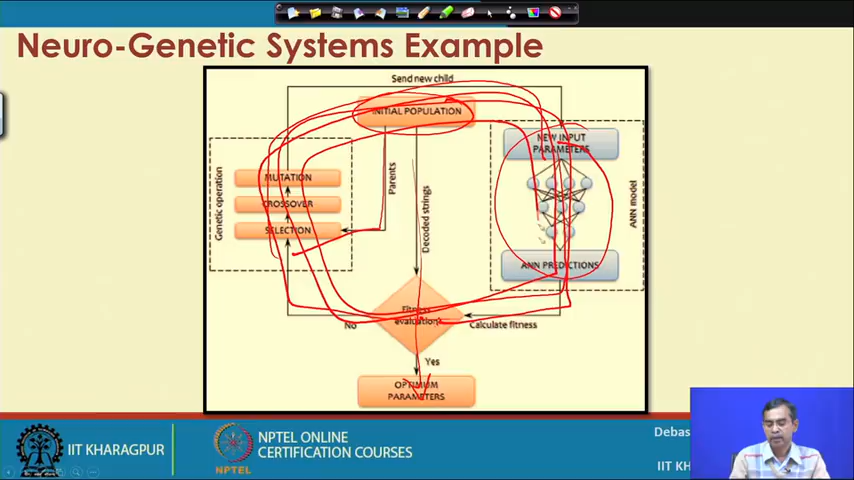 Neuro-Genetic Systems Example
Send new child
INITIAL POPULATION
NEW INPUT
PARAMETERS
MUTATION
CROSSOVER
SELECTION
Genetic operation
Parents
Decoded strings
ANN model
ANN PREDICTIONS
Fitness
evaluation
No
Calculate fitness
Yes
OPTIMUM
PARAMETERS
IIT KHARAGPUR
NPTEL
NPTEL ONLINE
CERTIFICATION COURSES
Debas
IIT KH